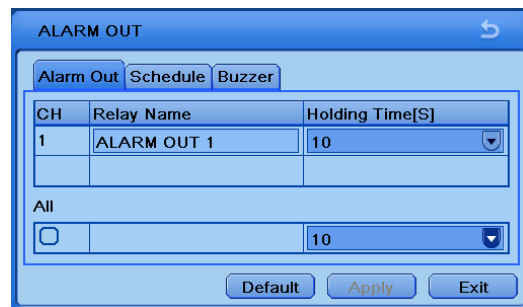 ALARM OUT
Alarm Out Schedule Buzzer
CH Relay Name Holding Time[S]
1 ALARM OUT 1 10
All
10
Default Apply Exit